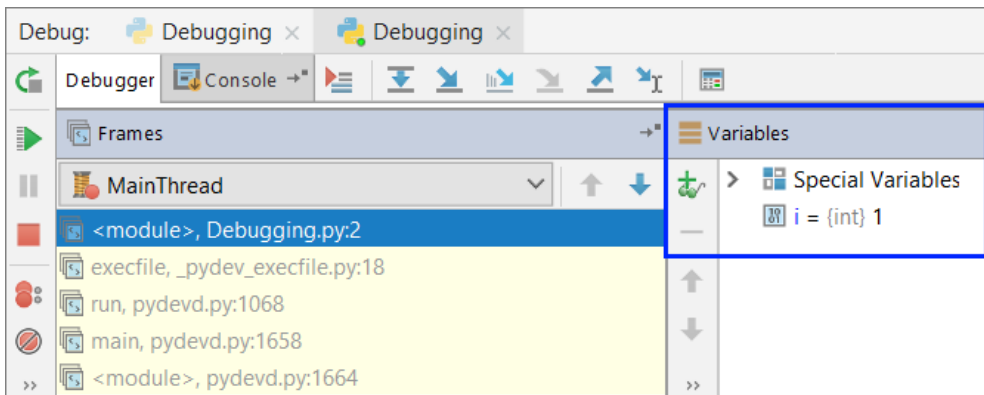 Debug: Debugging × Debugging ×
Debugger Console
Frames
Variables
MainThread
Special Variables
<module>, Debugging.py:2
i = {int} 1
execfile, _pydev_execfile.py:18
run, pydevd.py:1068
main, pydevd.py:1658
<module>, pydevd.py:1664